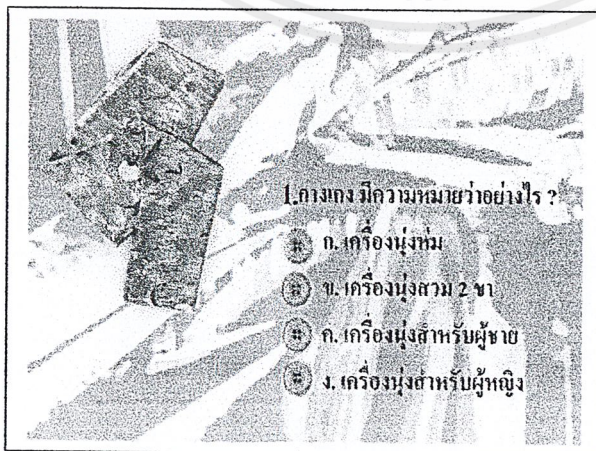 1.กางเกง มีความหมายว่าอย่างไร ?
ก. เครื่องนุ่งห่ม
ข. เครื่องนุ่งสวม 2 ขา
ค. เครื่องนุ่งสำหรับผู้ชาย
ง. เครื่องนุ่งสำหรับผู้หญิง